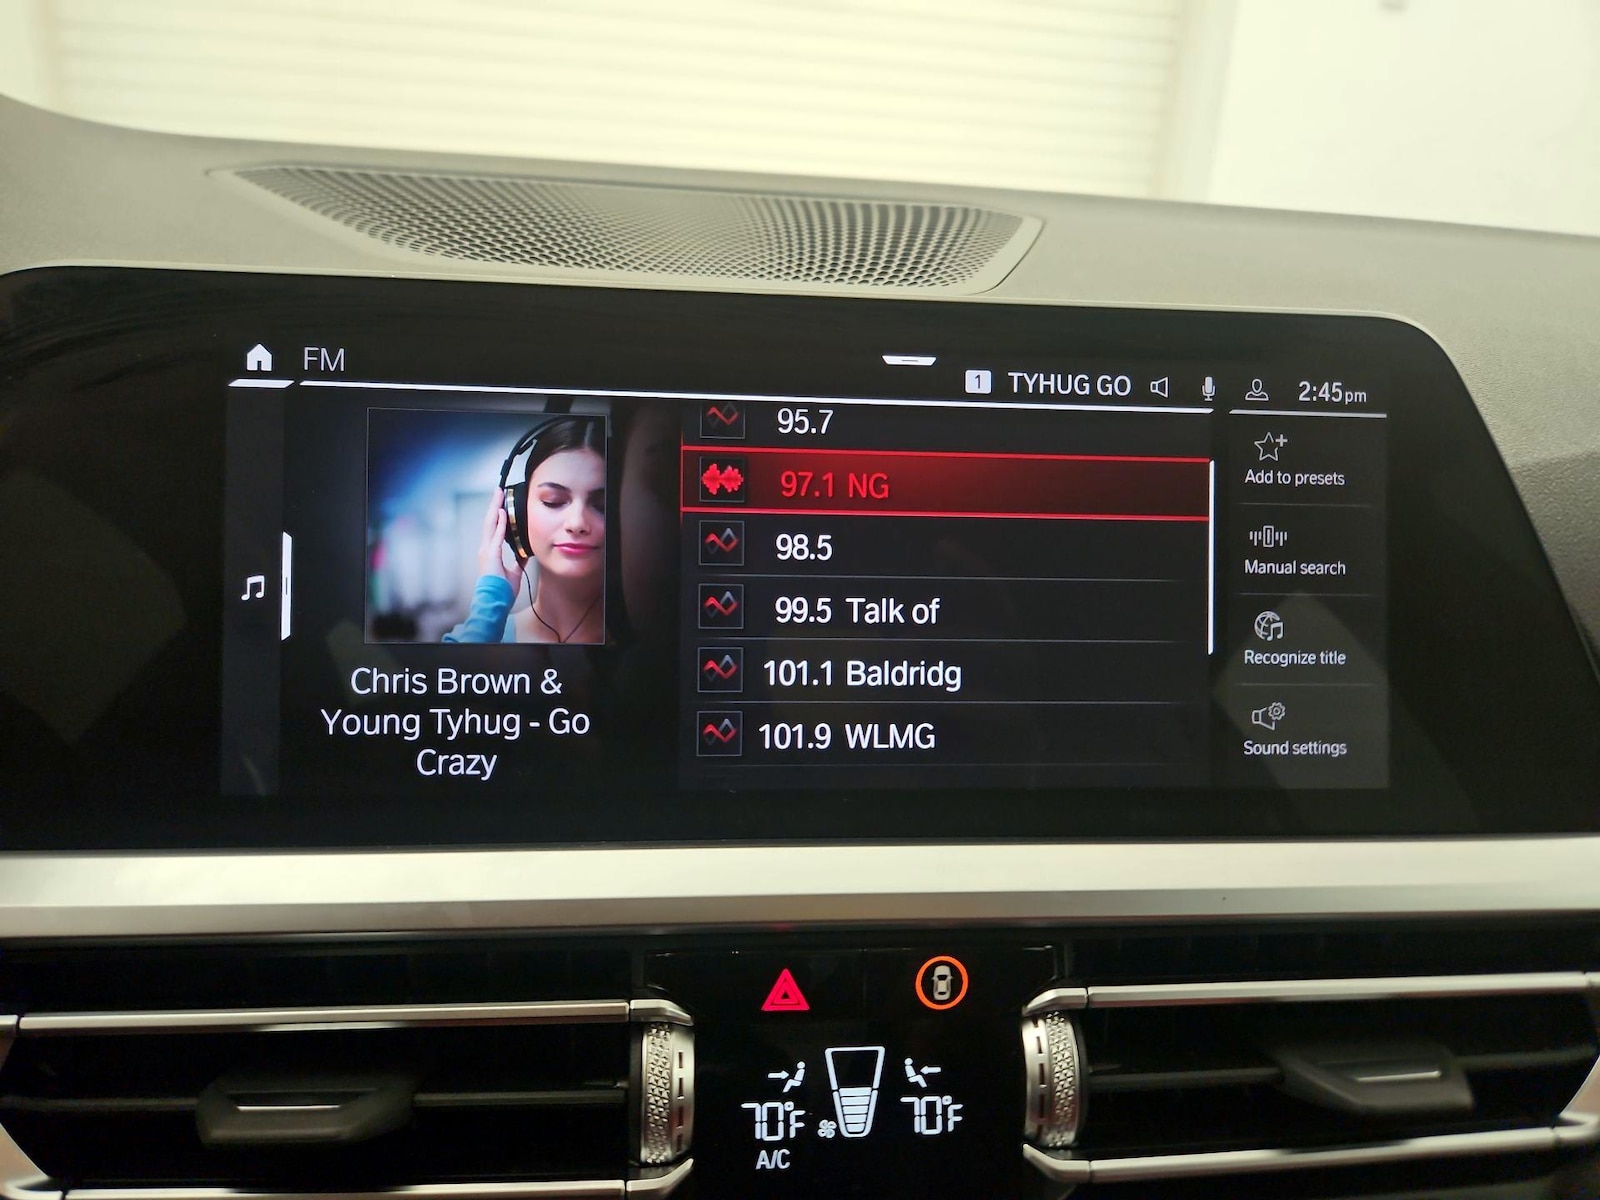 FM
1 TYHUG GO
2:45pm
95.7
97.1 NG
98.5
99.5 Talk of
101.1 Baldridg
101.9 WLMG
Chris Brown &
Young Tyhug - Go
Crazy
Add to presets
Manual search
Recognize title
Sound settings
70°F
70°F
A/C